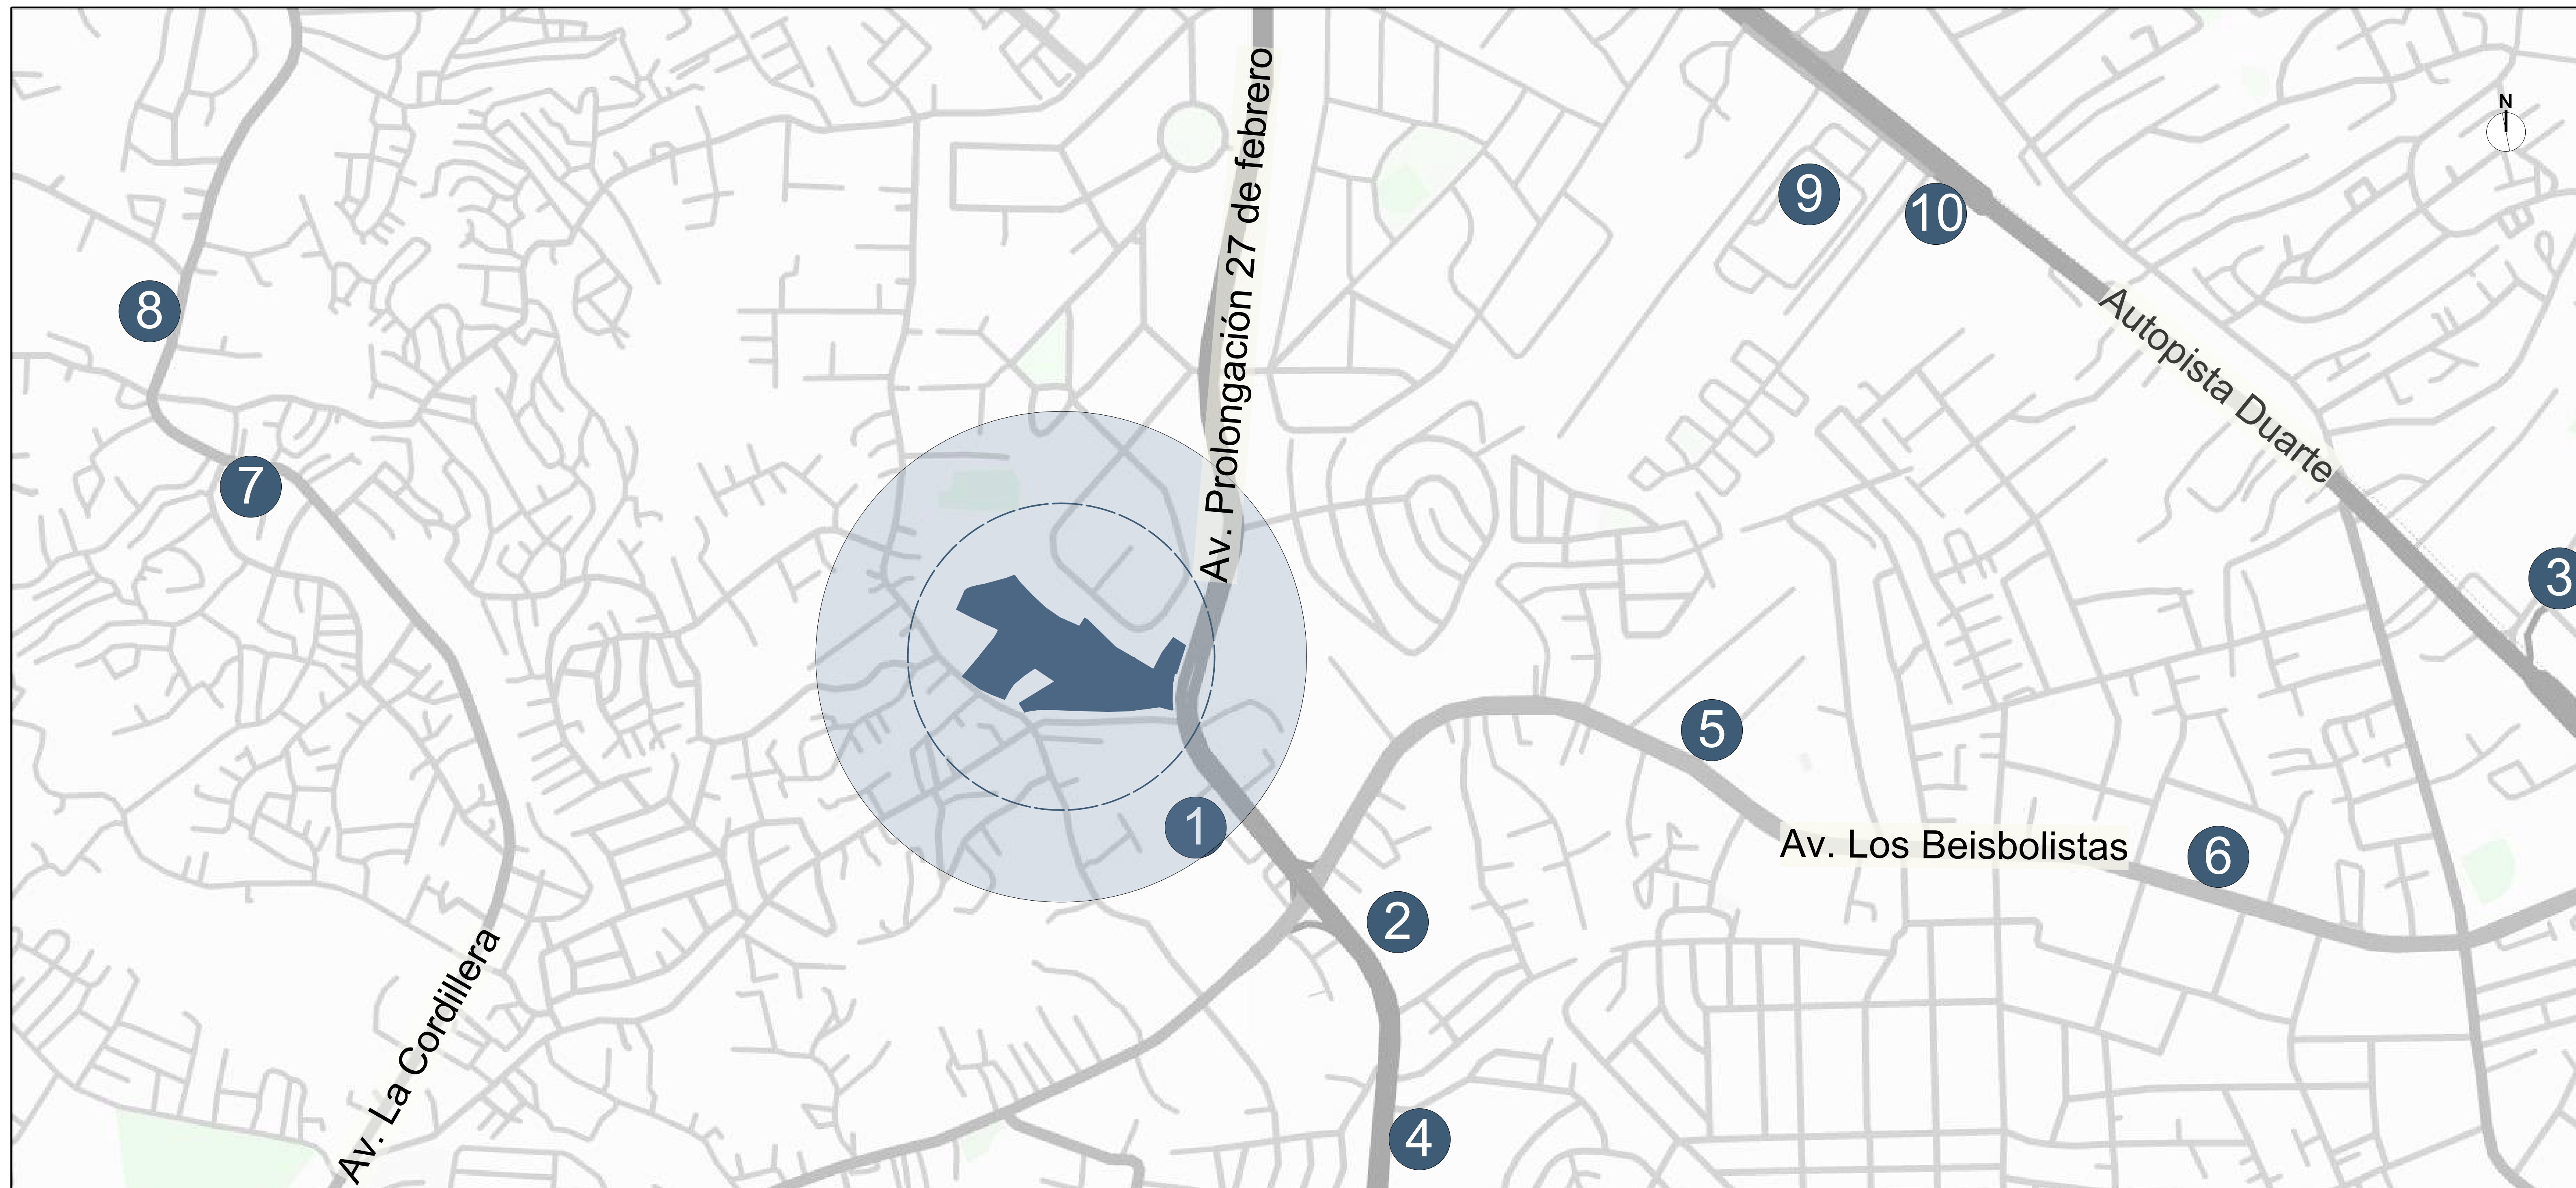 Av. Prolongación 27 de febrero
N
9
10
8
Autopista Duarte
7
3
5
1
Av. Los Beisbolistas
6
2
Av. La Cordillera
4